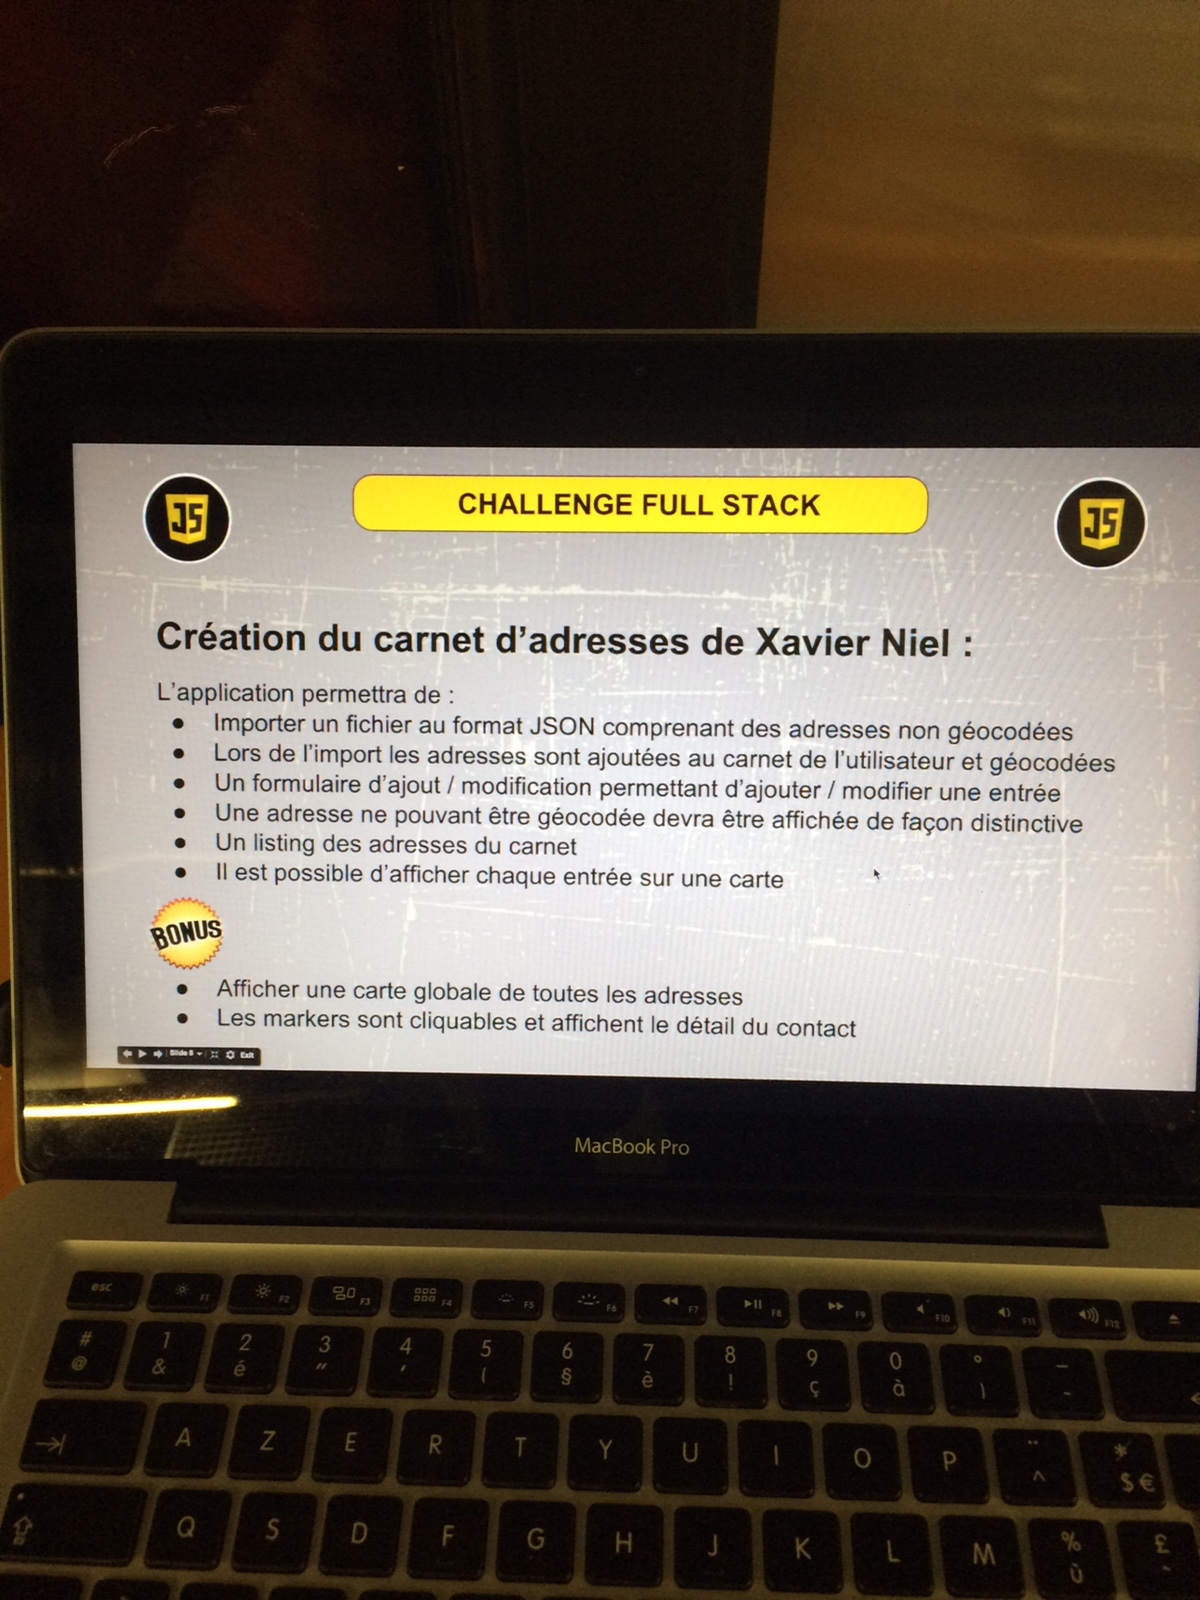 JS
CHALLENGE FULL STACK
JS
Création du carnet d'adresses de Xavier Niel :
L'application permettra de :
● Importer un fichier au format JSON comprenant des adresses non géocodées
● Lors de l'import les adresses sont ajoutées au carnet de l'utilisateur et géocodées
● Un formulaire d'ajout / modification permettant d'ajouter / modifier une entrée
● Une adresse ne pouvant être géocodée devra être affichée de façon distinctive
● Un listing des adresses du carnet
● Il est possible d'afficher chaque entrée sur une carte
BONUS
● Afficher une carte globale de toutes les adresses
● Les markers sont cliquables et affichent le détail du contact
Exit
MacBook Pro
esc F1 F2 F3 F4 F5 F6 F7 F8 F9 F10 F11 F12
# 1 2 3 4 5 6 7 8 9 0 ° _
@ & é " ' ( § è ! ç à ) -
A Z E R T Y U I O P ¨ *
^ $ €
Q S D F G H J K L M % £
ù `